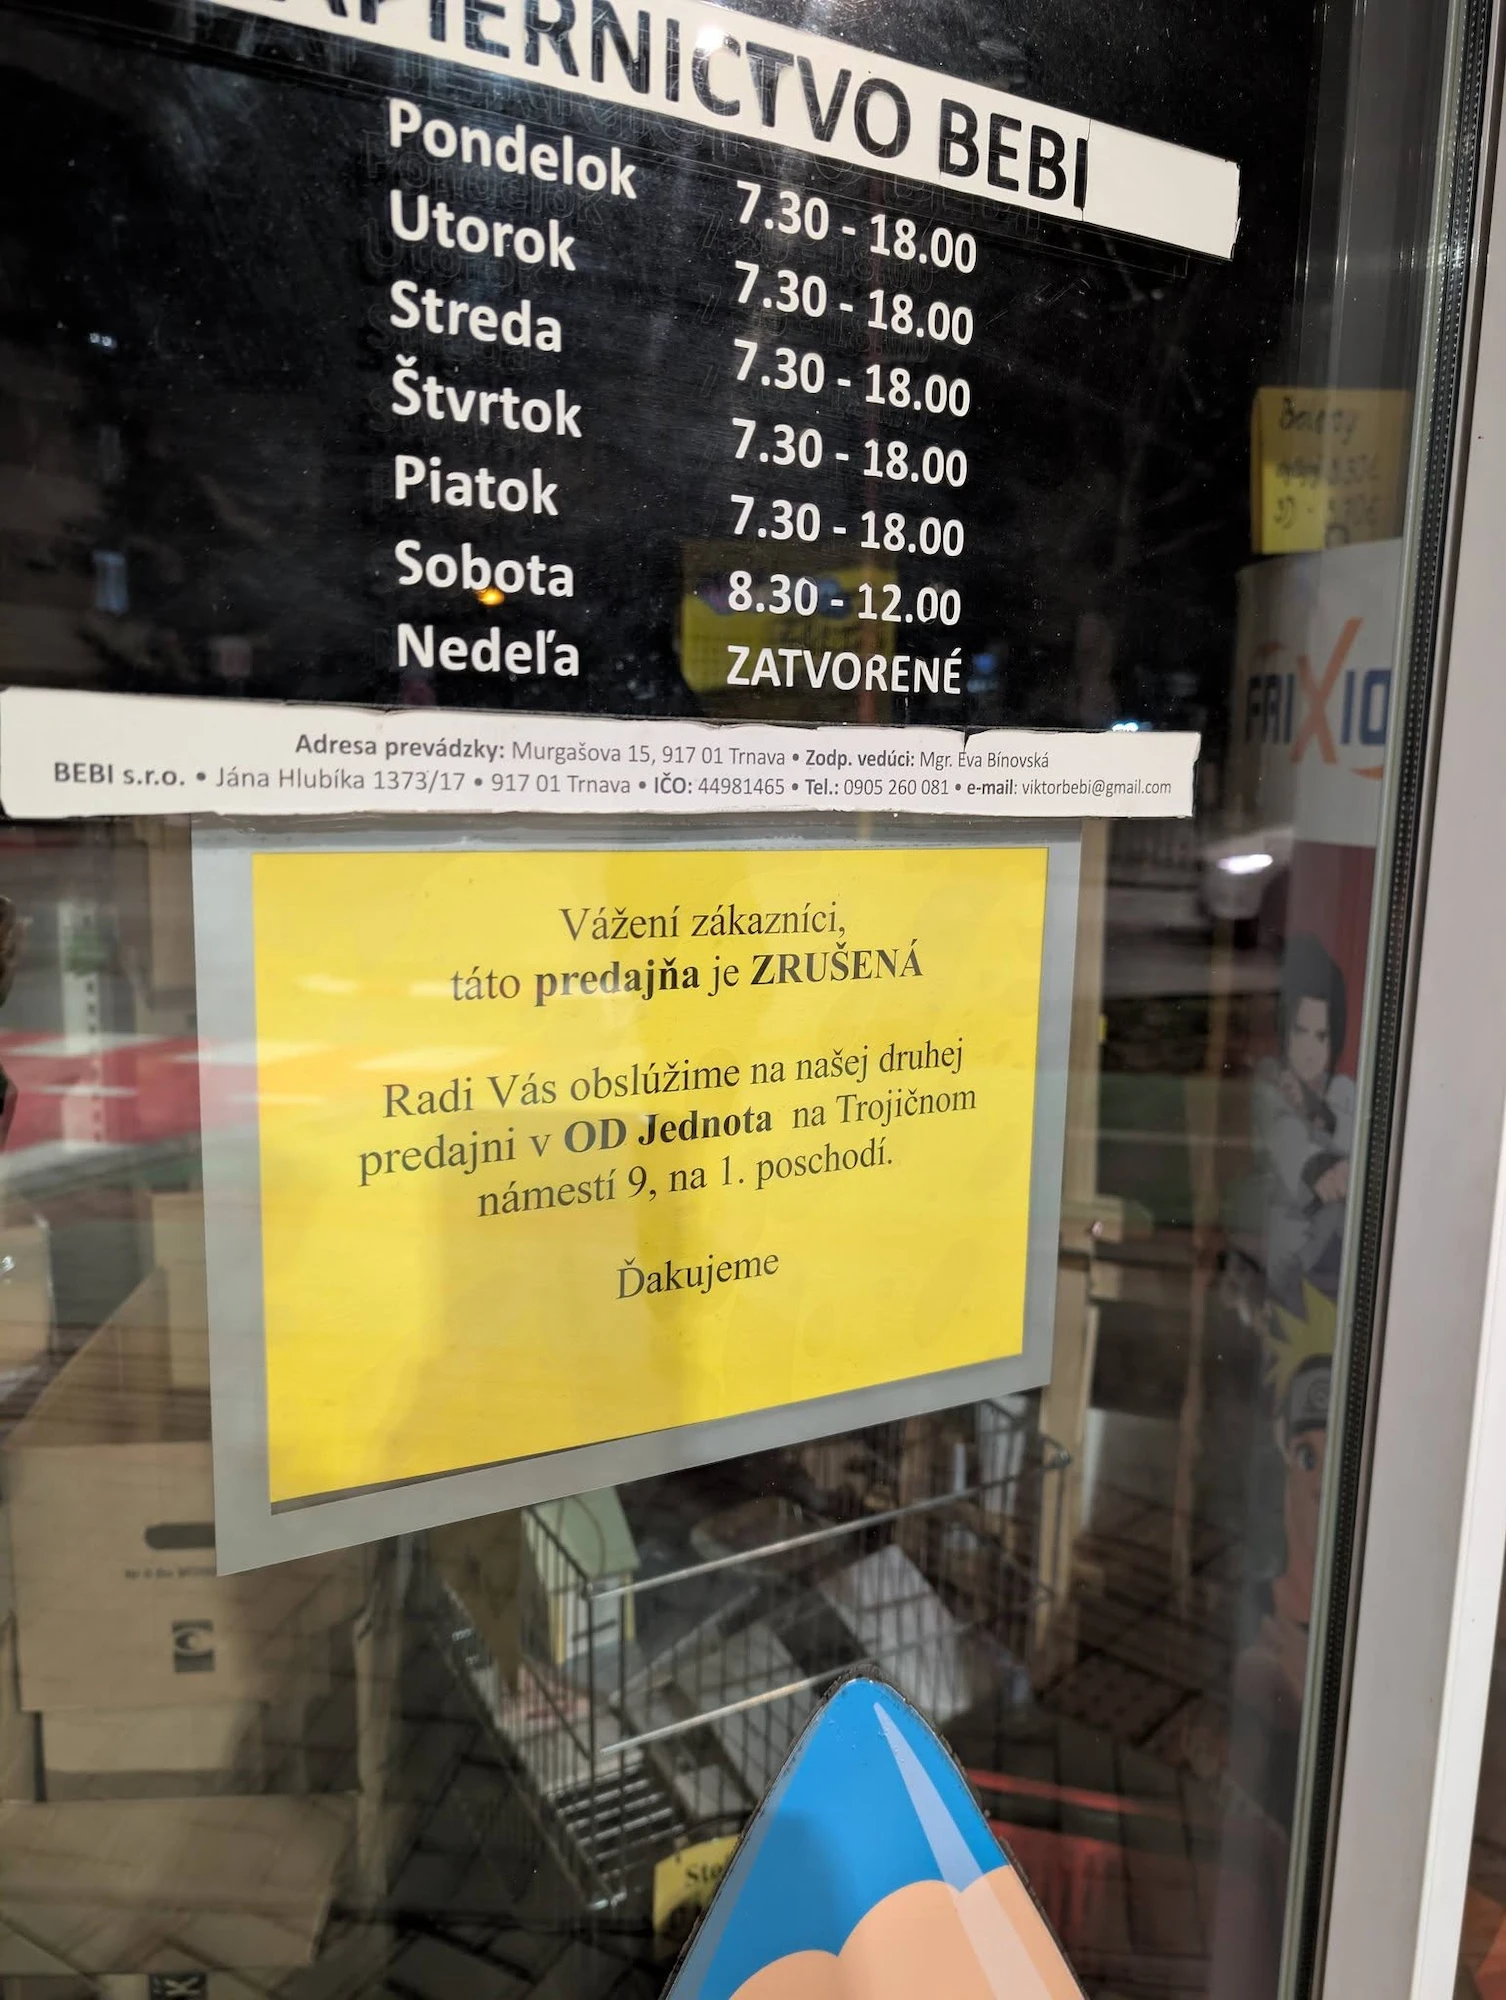 PAPIERNICTVO BEBI
Pondelok 7.30 - 18.00
Utorok 7.30 - 18.00
Streda 7.30 - 18.00
Štvrtok 7.30 - 18.00
Piatok 7.30 - 18.00
Sobota 8.30 - 12.00
Nedeľa ZATVORENÉ
Adresa prevádzky: Murgašova 15, 917 01 Trnava • Zodp. vedúci: Mgr. Eva Bínovská
BEBI s.r.o. • Jána Hlubíka 1373/17 • 917 01 Trnava • IČO: 44981465 • Tel.: 0905 260 081 • e-mail: viktorbebi@gmail.com
Vážení zákazníci,
táto predajňa je ZRUŠENÁ
Radi Vás obslúžime na našej druhej
predajni v OD Jednota na Trojičnom
námestí 9, na 1. poschodí.
Ďakujeme
FRIXIO